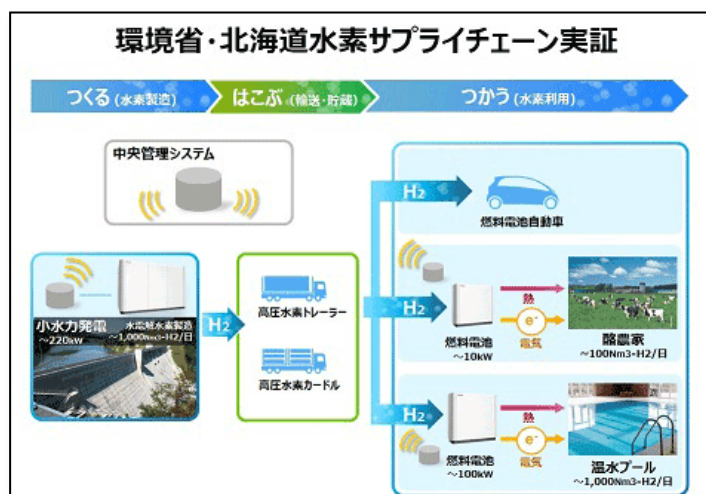 環境省・北海道水素サプライチェーン実証
つくる(水素製造)
はこぶ(輸送・貯蔵)
つかう(水素利用)
中央管理システム
小水力発電
~220kW
水電解水素製造
~1,000Nm3-H2/日
H2
高圧水素トレーラー
高圧水素カードル
H2
燃料電池自動車
H2
燃料電池
~10kW
熱
e-
電気
酪農家
~100Nm3-H2/日
H2
燃料電池
~100kW
熱
e-
電気
温水プール
~1,000Nm3-H2/日